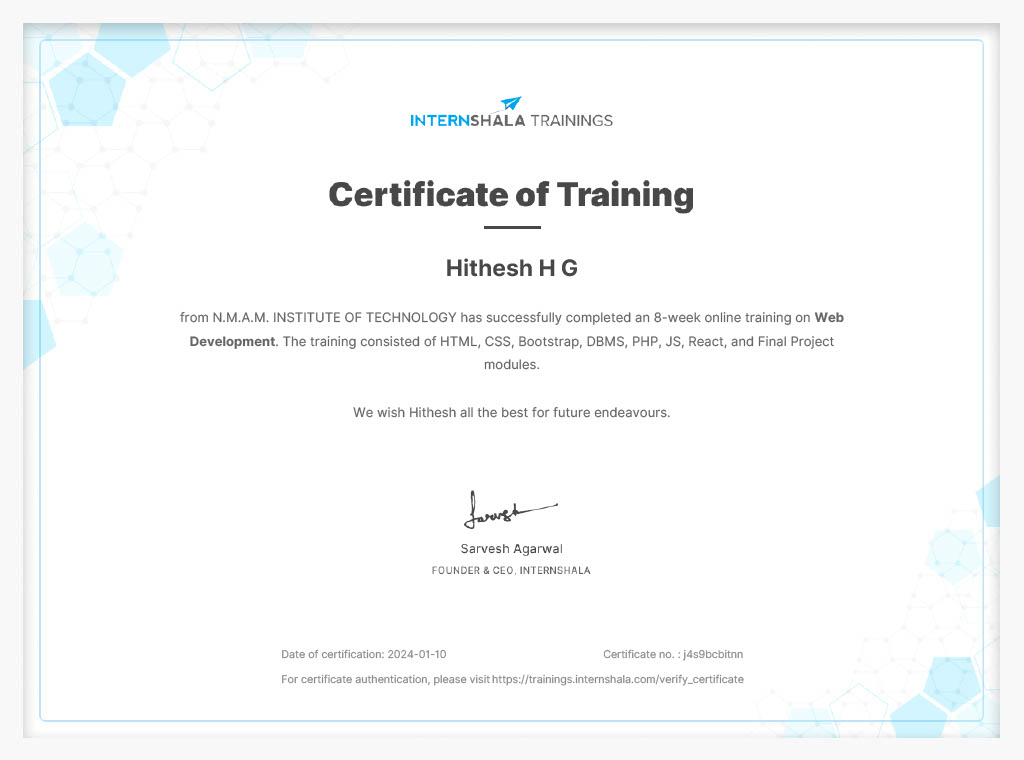 INTERNSHALA TRAININGS
Certificate of Training
Hithesh H G
from N.M.A.M. INSTITUTE OF TECHNOLOGY has successfully completed an 8-week online training on Web
Development. The training consisted of HTML, CSS, Bootstrap, DBMS, PHP, JS, React, and Final Project
modules.
We wish Hithesh all the best for future endeavours.
Sarvesh
Sarvesh Agarwal
FOUNDER & CEO, INTERNSHALA
Date of certification: 2024-01-10 Certificate no. : j4s9bcbitnn
For certificate authentication, please visit https://trainings.internshala.com/verify_certificate